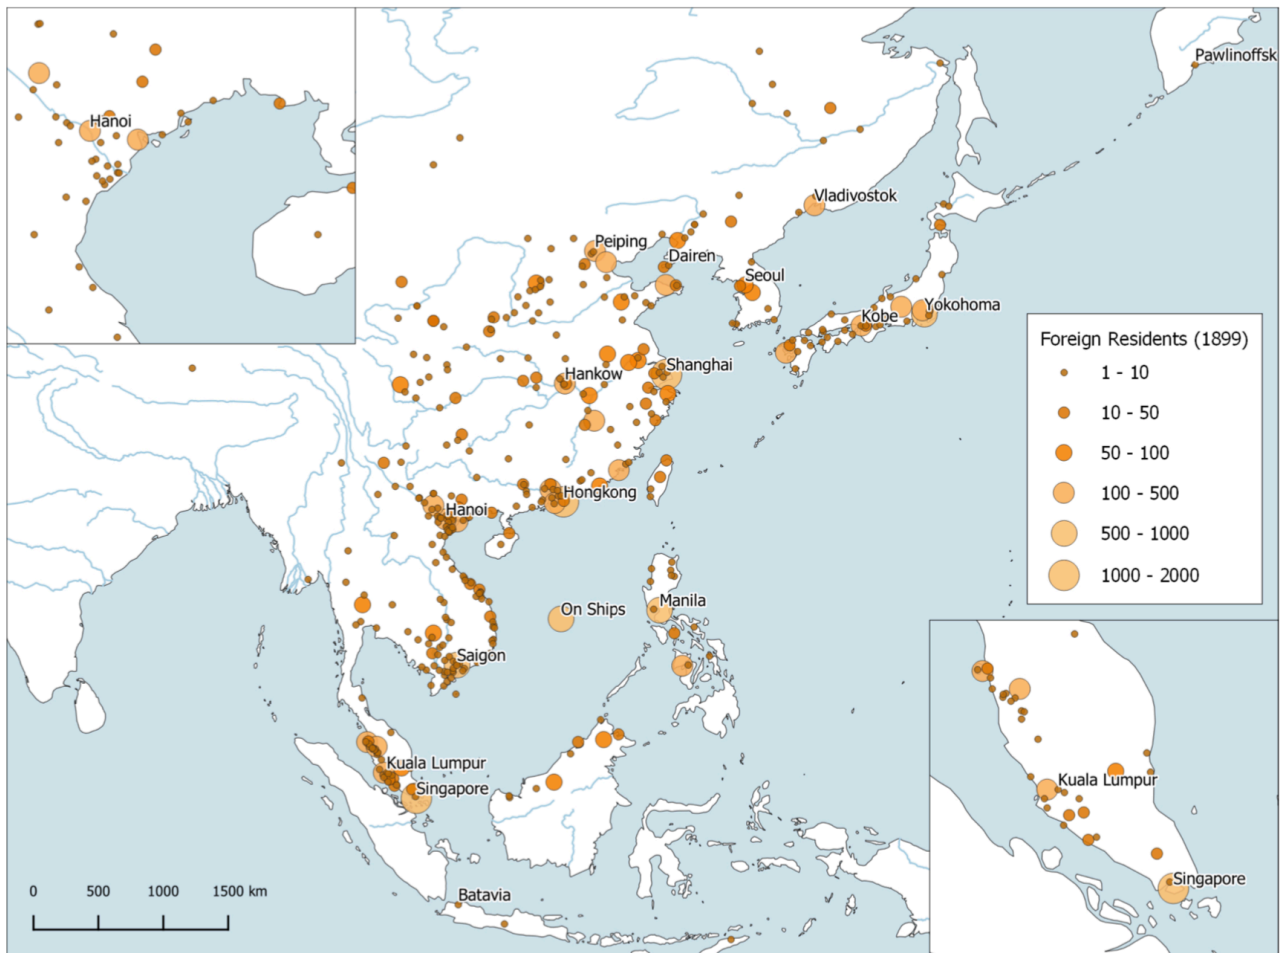 Pawlinoffsk
Hanoi
Vladivostok
Peiping
Dairen
Seoul
Yokohoma
Kobe
Foreign Residents (1899)
1 - 10
10 - 50
50 - 100
100 - 500
500 - 1000
1000 - 2000
Shanghai
Hankow
Hongkong
Hanoi
On Ships
Manila
Saigon
Kuala Lumpur
Singapore
Kuala Lumpur
Singapore
Batavia
0 500 1000 1500 km